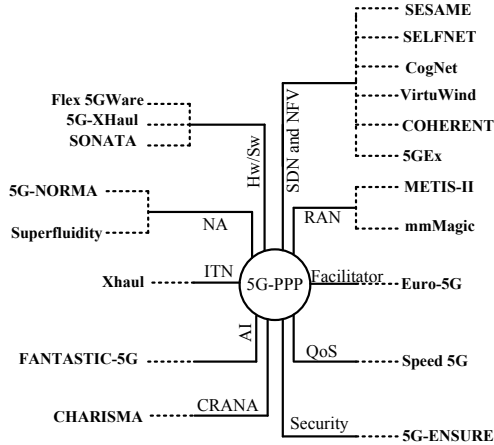 SESAME
SELFNET
CogNet
VirtuWind
COHERENT
5GEx
SDN and NFV
Flex 5GWare
5G-XHaul
SONATA
Hw/Sw
METIS-II
mmMagic
RAN
5G-NORMA
Superfluidity
NA
Xhaul
ITN
5G-PPP
Facilitator
Euro-5G
AI
FANTASTIC-5G
QoS
Speed 5G
CHARISMA
CRANA
Security
5G-ENSURE